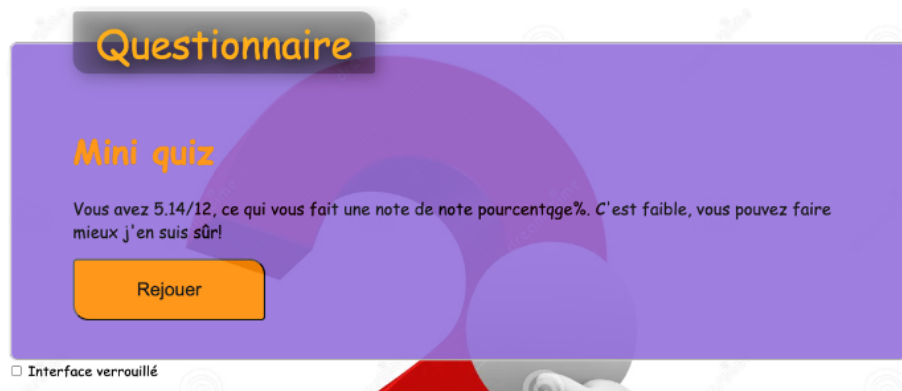 Questionnaire
Mini quiz
Vous avez 5.14/12, ce qui vous fait une note de note pourcentqge%. C'est faible, vous pouvez faire
mieux j'en suis sûr!
Rejouer
Interface verrouillé